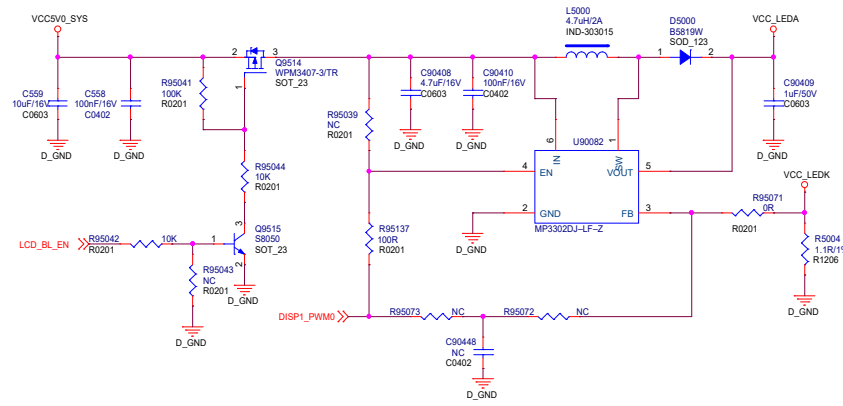 VCC5V0_SYS
L5000
4.7uH/2A
IND-303015
D5000
B5819W
SOD_123
VCC_LEDA
2
3
Q9514
WPM3407-3/TR
SOT_23
1
C559
10uF/16V
C0603
D_GND
C558
100nF/16V
C0402
D_GND
R95041
100K
R0201
R95039
NC
R0201
C90408
4.7uF/16V
C0603
D_GND
C90410
100nF/16V
C0402
D_GND
C90409
1uF/50V
C0603
D_GND
6
1
U90082
IN
SW
4
EN
VOUT
5
2
GND
FB
3
MP3302DJ-LF-Z
D_GND
R95044
10K
R0201
VCC_LEDK
R95071
0R
R0201
R5004
1.1R/1%
R1206
D_GND
Q9515
S8050
SOT_23
3
1
2
D_GND
LCD_BL_EN
R95042
10K
R0201
R95043
NC
R0201
D_GND
R95137
100R
R0201
DISP1_PWM0
R95073
NC
R95072
NC
C90448
NC
C0402
D_GND